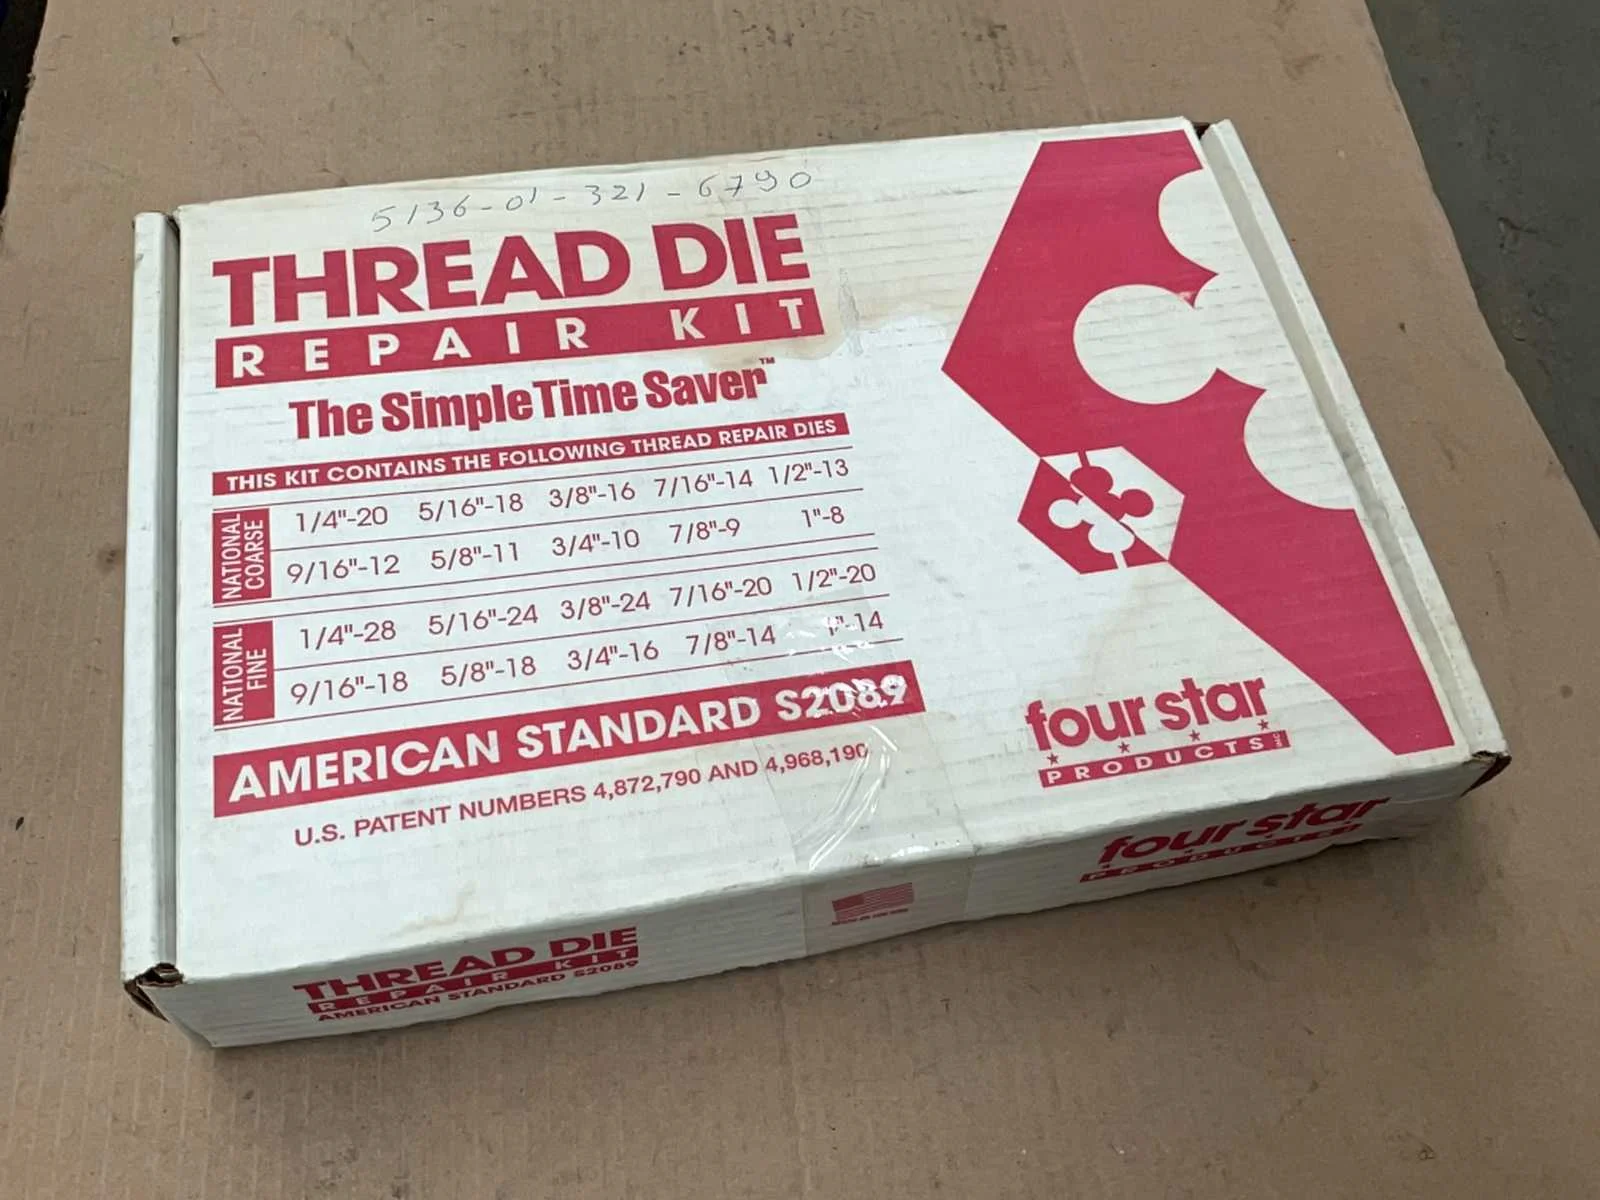 5136-01-321-6790
THREAD DIE
REPAIR KIT
The Simple Time Saver™
THIS KIT CONTAINS THE FOLLOWING THREAD REPAIR DIES
NATIONAL COARSE
1/4"-20 5/16"-18 3/8"-16 7/16"-14 1/2"-13
9/16"-12 5/8"-11 3/4"-10 7/8"-9 1"-8
NATIONAL FINE
1/4"-28 5/16"-24 3/8"-24 7/16"-20 1/2"-20
9/16"-18 5/8"-18 3/4"-16 7/8"-14 1"-14
AMERICAN STANDARD S2089
U.S. PATENT NUMBERS 4,872,790 AND 4,968,190
four star
PRODUCTS INC
THREAD DIE
REPAIR KIT
AMERICAN STANDARD S2089
four star
PRODUCTS